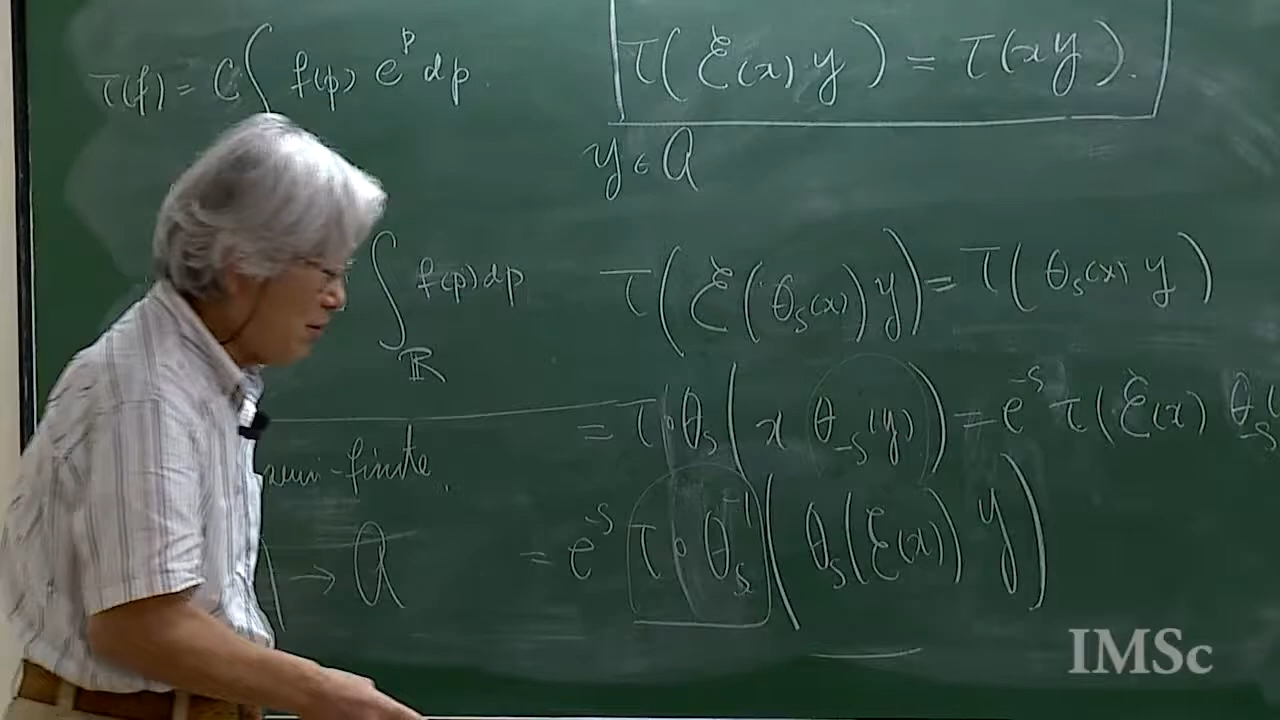 τ(f) = C∫ f(p) e^p dp.
τ(ℰ(x) y) = τ(xy).
y ∈ A
∫_ℝ f(p) dp
τ(ℰ(θ_s(x)) y) = τ(θ_s(x) y)
= τ∘θ_s(x θ_{-s}(y)) = e^{-s} τ(ℰ(x) θ_{-s}(
semi-finite.
→ A
= e^{-s} τ∘θ_s^{-1}(θ_s(ℰ(x)) y)
IMSc